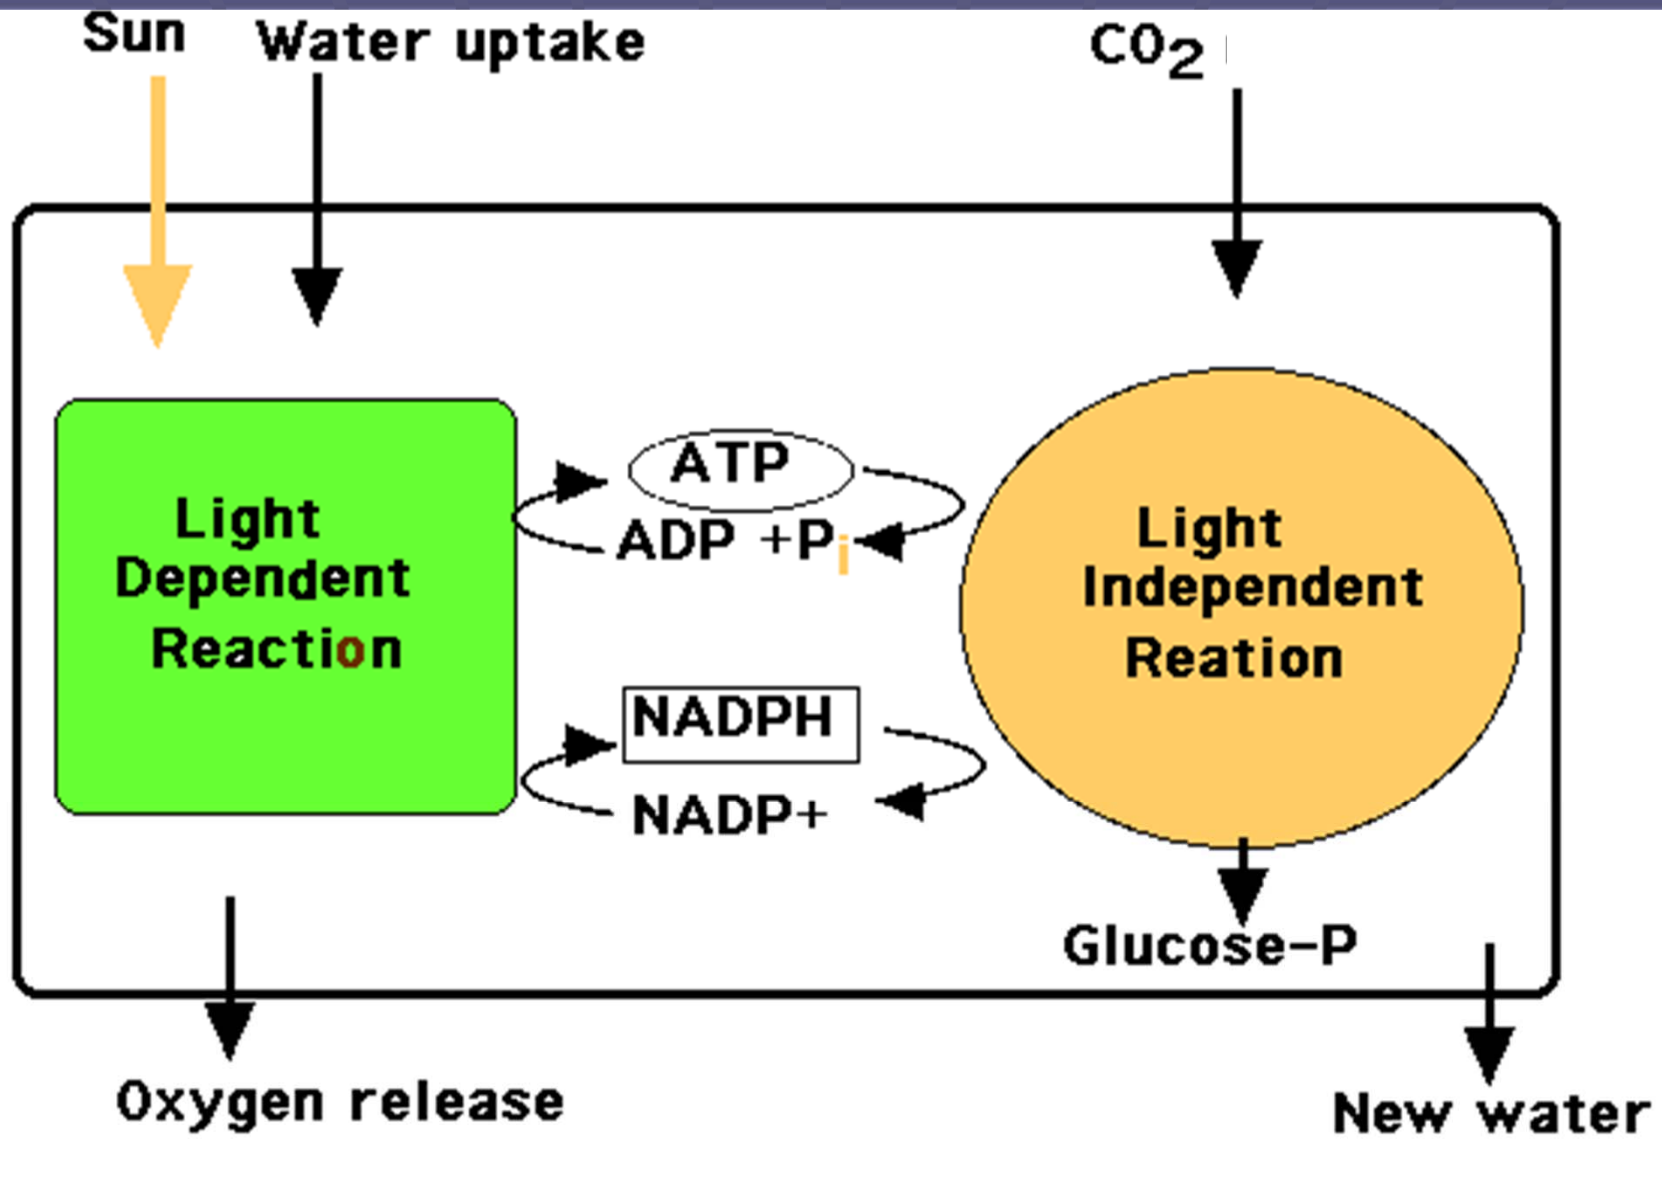 Sun
Water uptake
CO2
Light
Dependent
Reaction
ATP
ADP +Pi
NADPH
NADP+
Light
Independent
Reation
Glucose-P
Oxygen release
New water